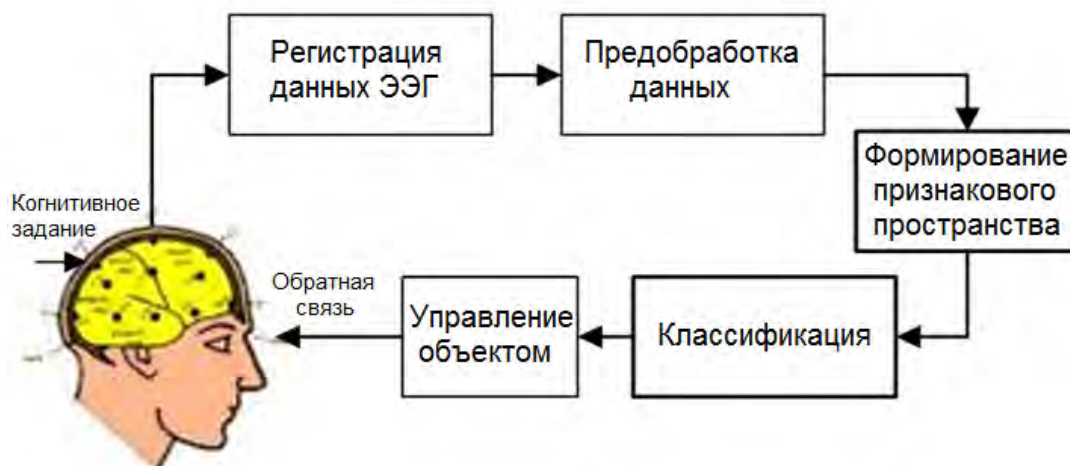 Регистрация
данных ЭЭГ
Предобработка
данных
Формирование
признакового
пространства
Когнитивное
задание
Обратная
связь
Управление
объектом
Классификация